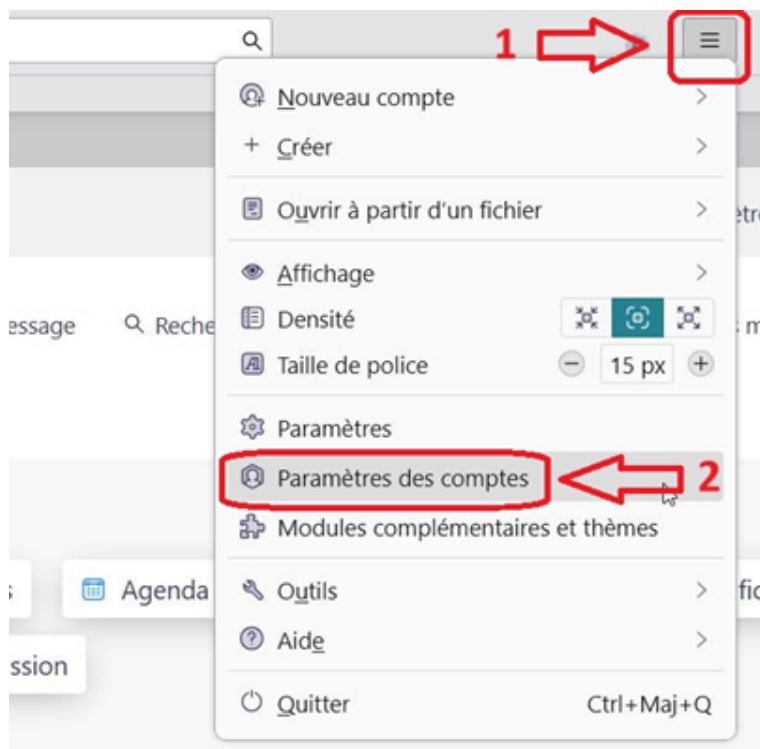 1
Nouveau compte
Créer
Ouvrir à partir d'un fichier
Affichage
essage Reche
Densité
Taille de police 15 px
Paramètres
Paramètres des comptes 2
Modules complémentaires et thèmes
Agenda
Outils
Aide
ssion
Quitter Ctrl+Maj+Q